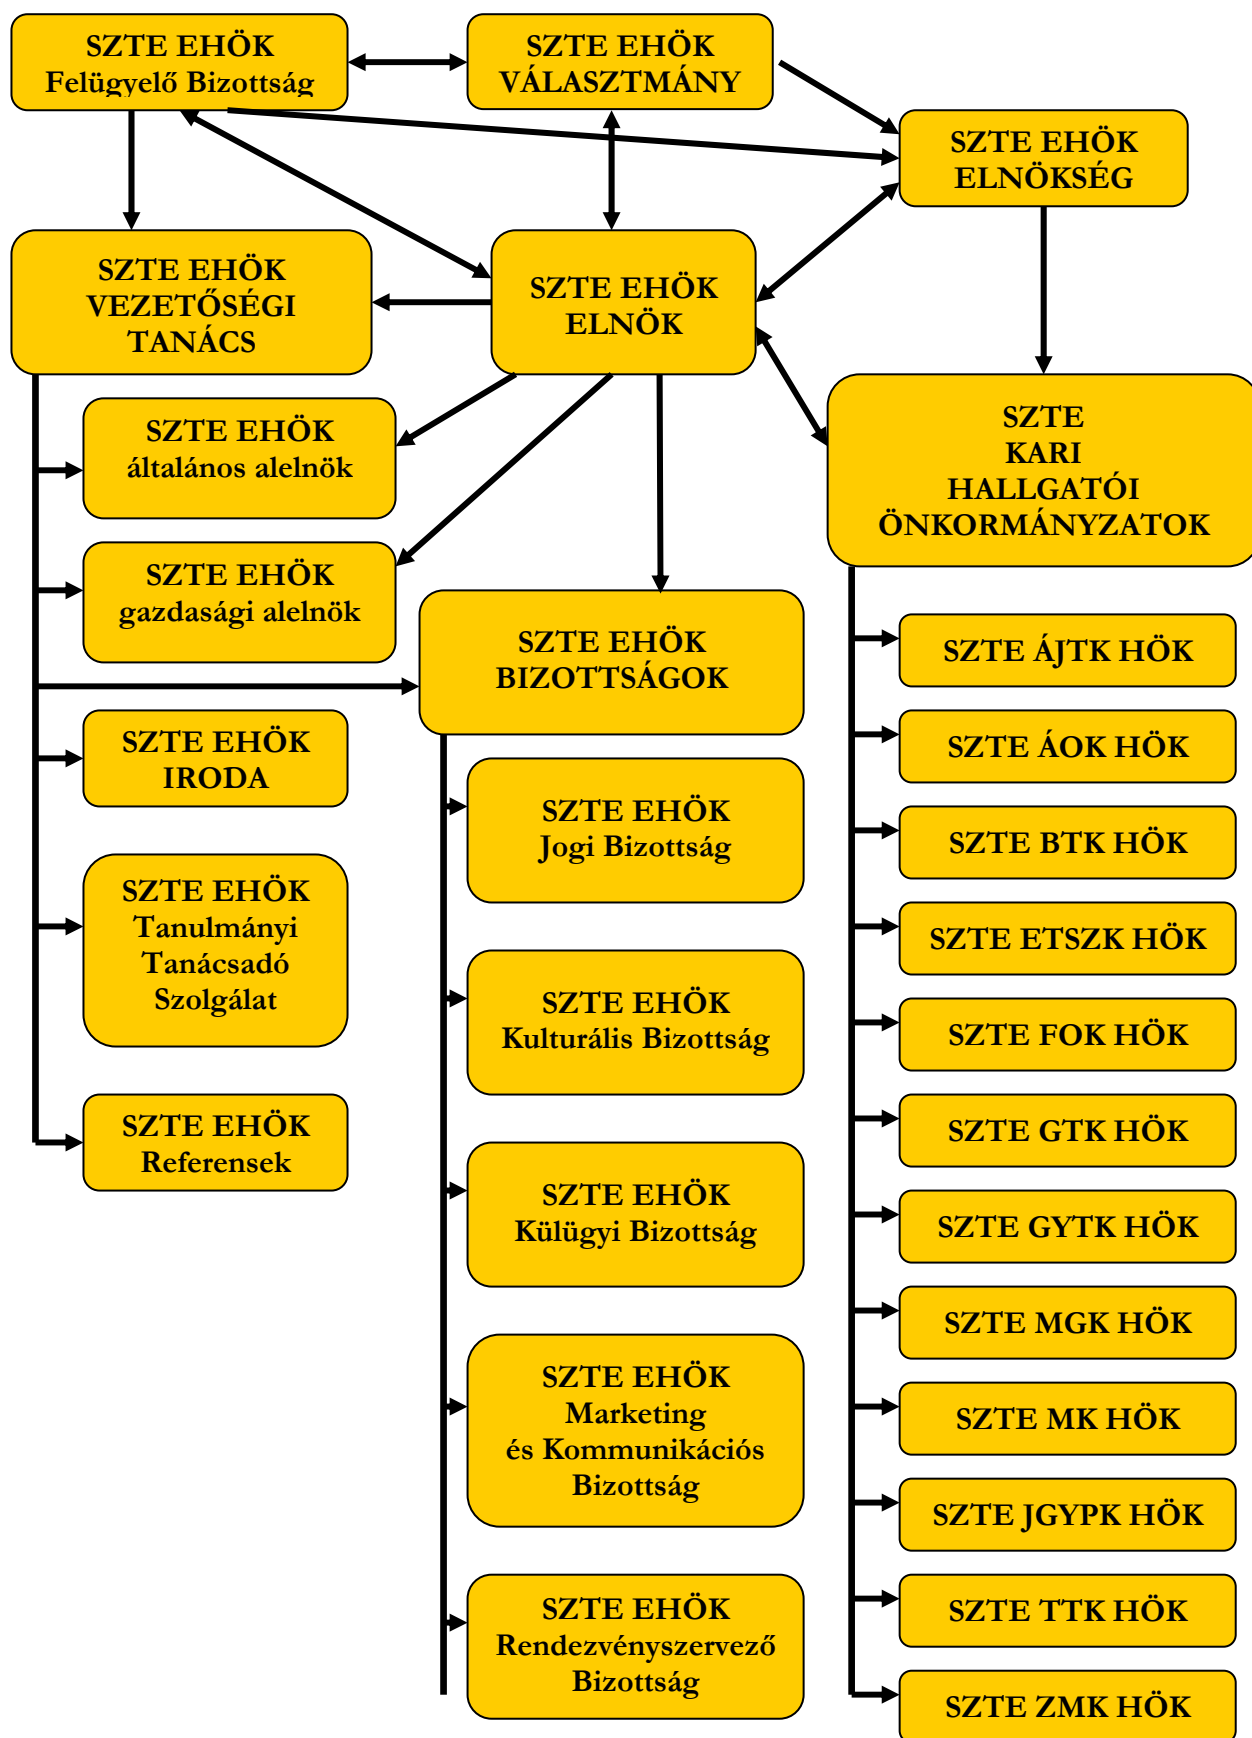 SZTE EHÖK
Felügyelő Bizottság
SZTE EHÖK
VÁLASZTMÁNY
SZTE EHÖK
ELNÖKSÉG
SZTE EHÖK
VEZETŐSÉGI
TANÁCS
SZTE EHÖK
ELNÖK
SZTE EHÖK
általános alelnök
SZTE EHÖK
gazdasági alelnök
SZTE EHÖK
IRODA
SZTE EHÖK
Tanulmányi
Tanácsadó
Szolgálat
SZTE EHÖK
Referensek
SZTE EHÖK
BIZOTTSÁGOK
SZTE EHÖK
Jogi Bizottság
SZTE EHÖK
Kulturális Bizottság
SZTE EHÖK
Külügyi Bizottság
SZTE EHÖK
Marketing
és Kommunikációs
Bizottság
SZTE EHÖK
Rendezvényszervező
Bizottság
SZTE
KARI
HALLGATÓI
ÖNKORMÁNYZATOK
SZTE ÁJTK HÖK
SZTE ÁOK HÖK
SZTE BTK HÖK
SZTE ETSZK HÖK
SZTE FOK HÖK
SZTE GTK HÖK
SZTE GYTK HÖK
SZTE MGK HÖK
SZTE MK HÖK
SZTE JGYPK HÖK
SZTE TTK HÖK
SZTE ZMK HÖK